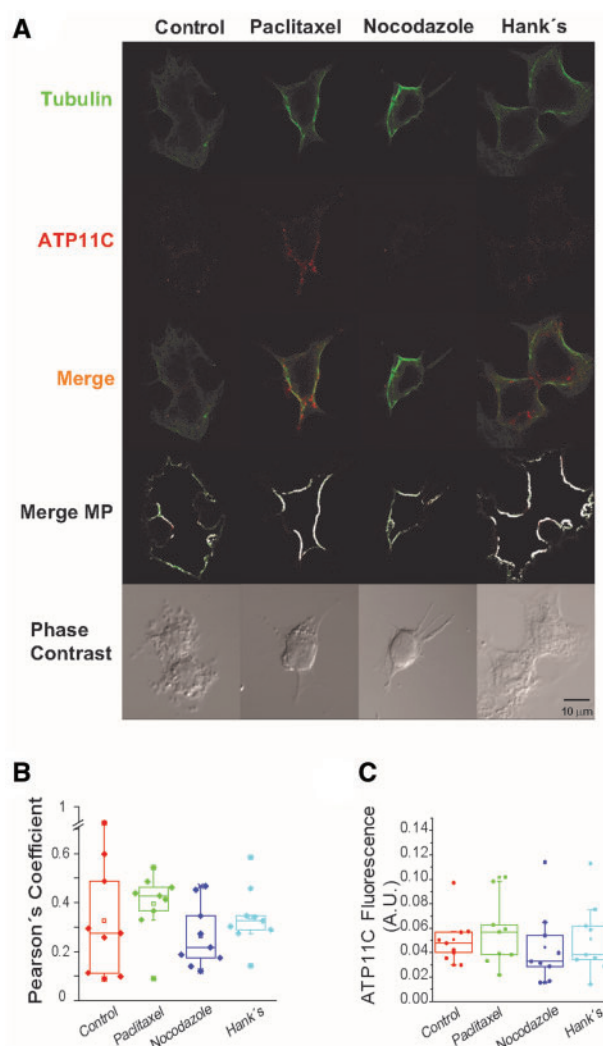 A
Control Paclitaxel Nocodazole Hank´s
Tubulin
ATP11C
Merge
Merge MP
Phase
Contrast
10 μm
B
Pearson´s Coefficient
1
0.6
0.4
0.2
0
Control
Paclitaxel
Nocodazole
Hank´s
C
ATP11C Fluorescence
(A.U.)
0.14
0.12
0.10
0.08
0.06
0.04
0.02
0.00
Control
Paclitaxel
Nocodazole
Hank´s